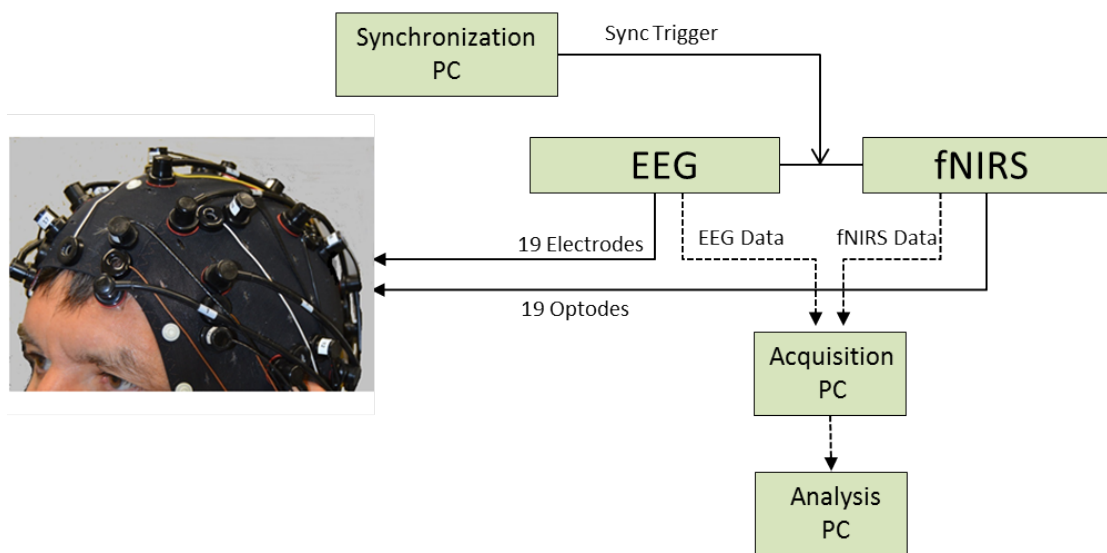 Synchronization
PC
Sync Trigger
EEG
fNIRS
19 Electrodes
EEG Data
fNIRS Data
19 Optodes
Acquisition
PC
Analysis
PC